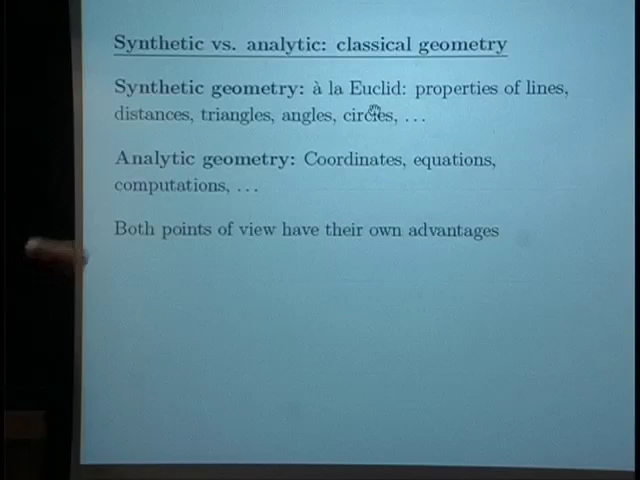 Synthetic vs. analytic: classical geometry
Synthetic geometry: à la Euclid: properties of lines,
distances, triangles, angles, circles, ...
Analytic geometry: Coordinates, equations,
computations, ...
Both points of view have their own advantages